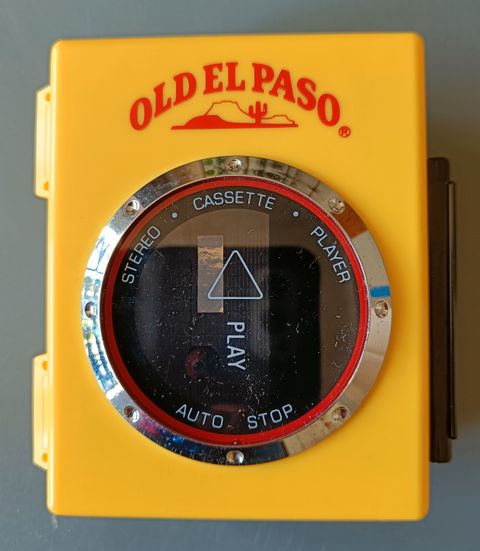 OLD EL PASO®
STEREO • CASSETTE • PLAYER
PLAY
AUTO STOP